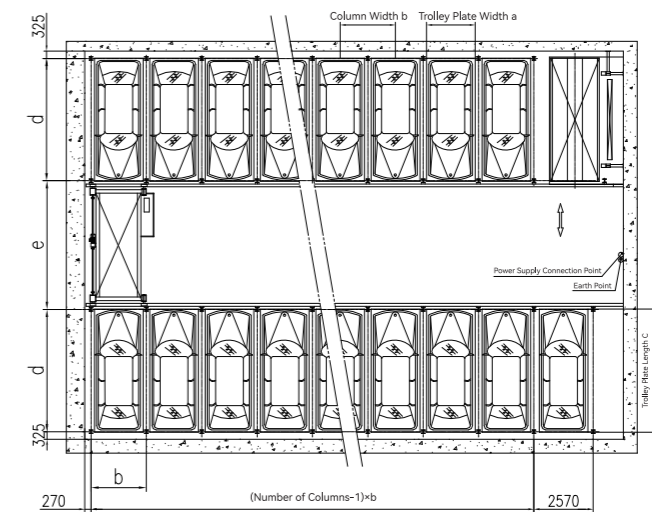 Column Width b Trolley Plate Width a
325
d
e
Power Supply Connection Point
Earth Point
d
Trolley Plate Length C
325
b
270
(Number of Columns-1)×b
2570